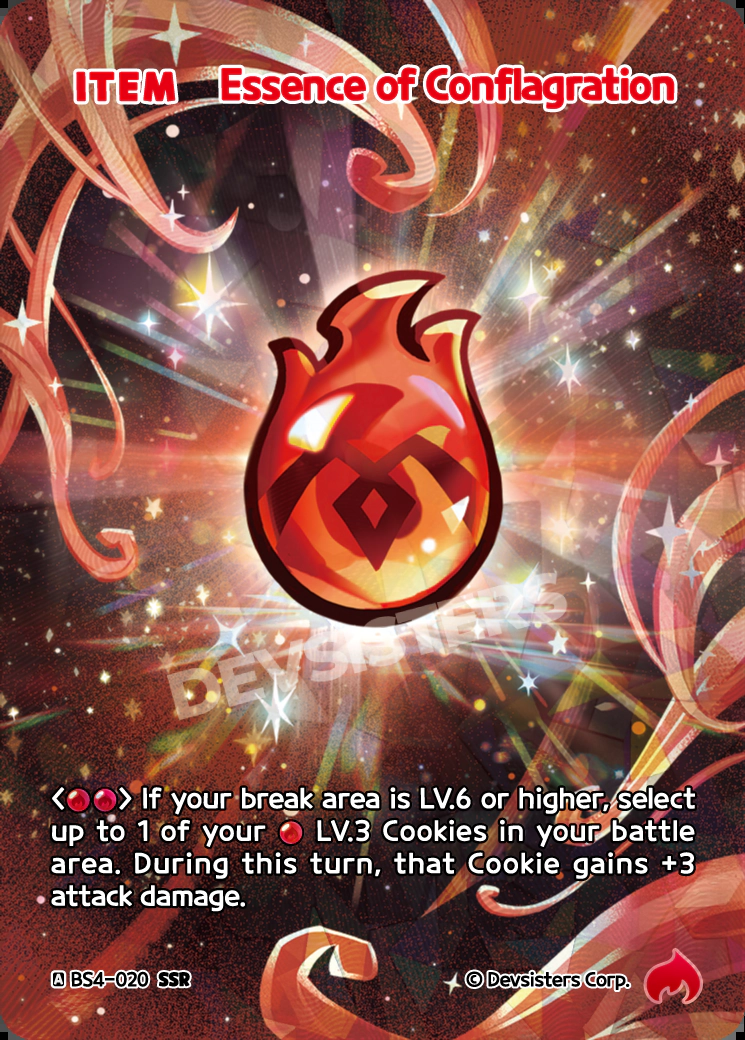 ITEM Essence of Conflagration
DEVSISTERS
<🔴🔴> If your break area is LV.6 or higher, select
up to 1 of your 🔴 LV.3 Cookies in your battle
area. During this turn, that Cookie gains +3
attack damage.
A BS4-020 SSR © Devsisters Corp.